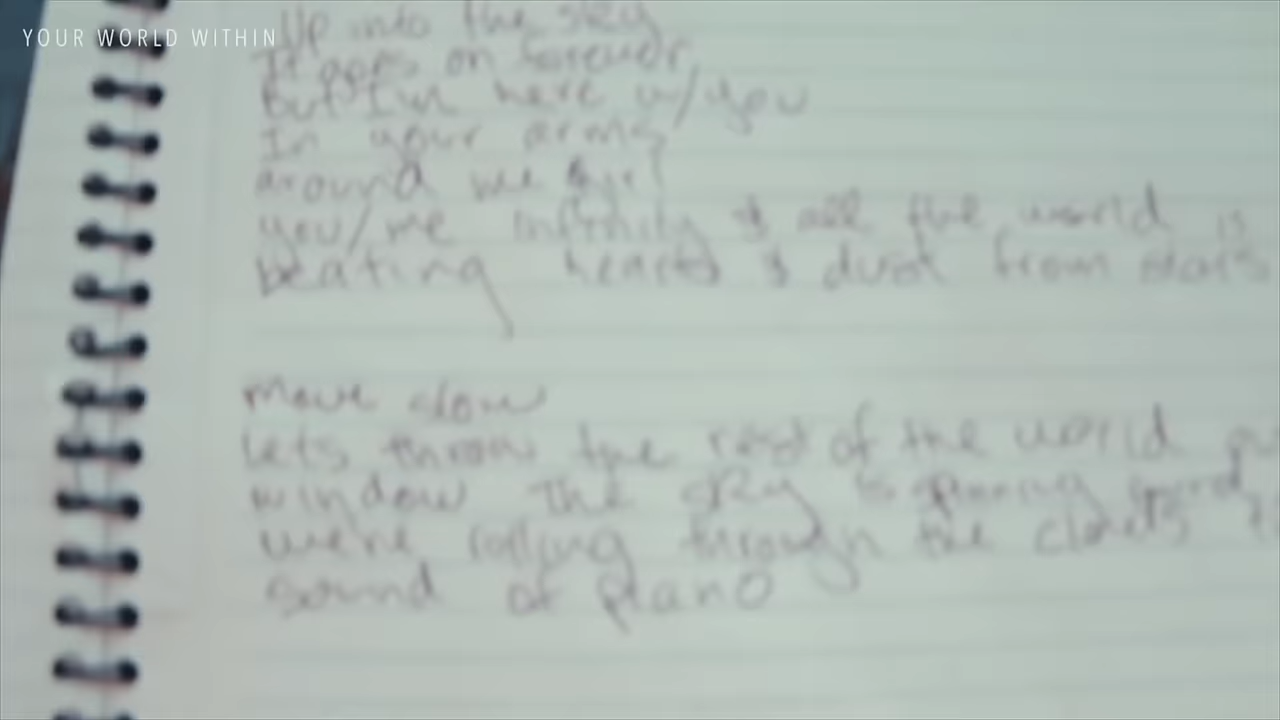 YOUR WORLD WITHIN
Up into the sky
It goes on forever
But I'm here w/you
In your arms
around me
you/me infinity & all the world is
beating hearts & dust from stars
move slow
lets throw the rest of the world
window the sky is spinning
we're rolling through the
sound of piano